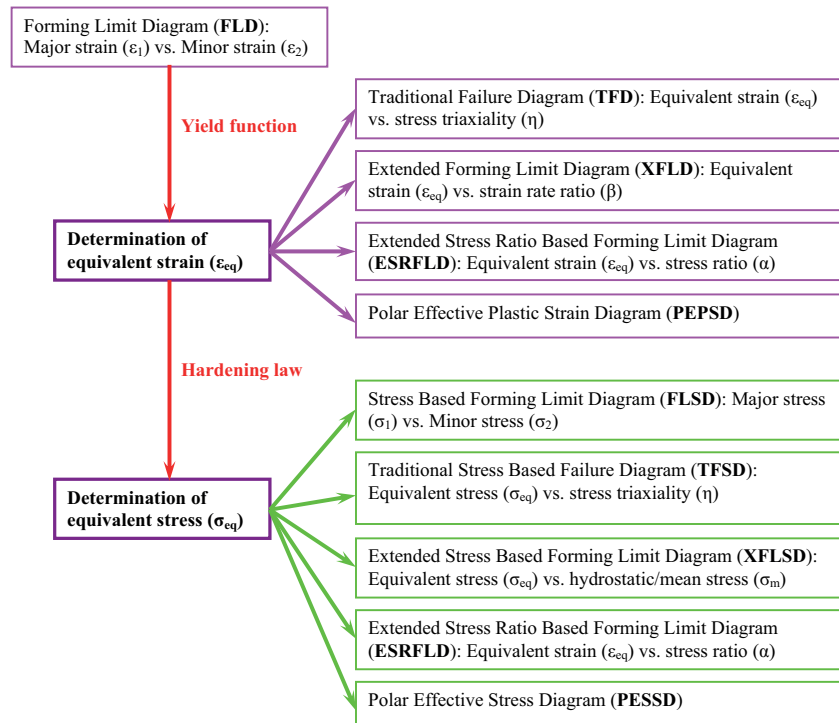 Forming Limit Diagram (FLD):
Major strain (ε₁) vs. Minor strain (ε₂)
Yield function
Traditional Failure Diagram (TFD): Equivalent strain (εeq)
vs. stress triaxiality (η)
Extended Forming Limit Diagram (XFLD): Equivalent
strain (εeq) vs. strain rate ratio (β)
Determination of
equivalent strain (εeq)
Extended Stress Ratio Based Forming Limit Diagram
(ESRFLD): Equivalent strain (εeq) vs. stress ratio (α)
Polar Effective Plastic Strain Diagram (PEPSD)
Hardening law
Stress Based Forming Limit Diagram (FLSD): Major stress
(σ₁) vs. Minor stress (σ₂)
Traditional Stress Based Failure Diagram (TFSD):
Equivalent stress (σeq) vs. stress triaxiality (η)
Determination of
equivalent stress (σeq)
Extended Stress Based Forming Limit Diagram (XFLSD):
Equivalent stress (σeq) vs. hydrostatic/mean stress (σm)
Extended Stress Ratio Based Forming Limit Diagram
(ESRFLD): Equivalent strain (εeq) vs. stress ratio (α)
Polar Effective Stress Diagram (PESSD)